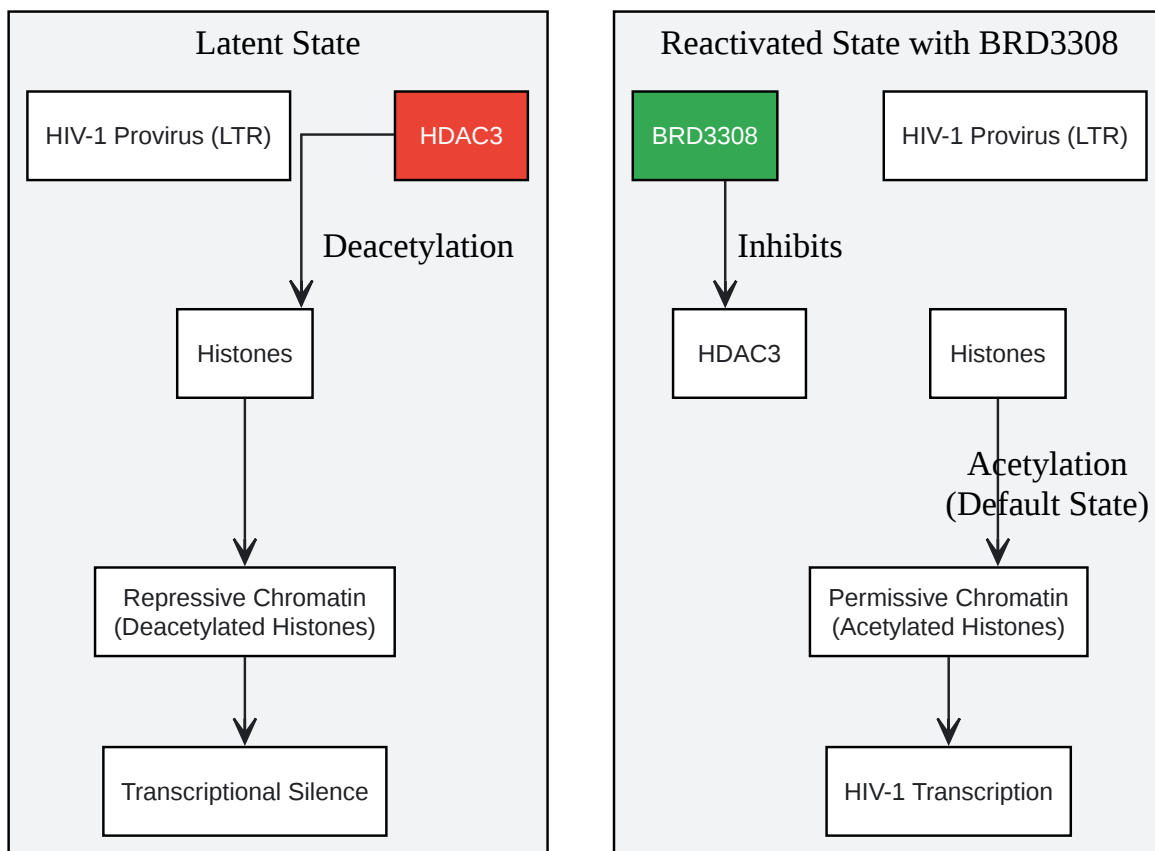 Latent State
HIV-1 Provirus (LTR)
HDAC3
Deacetylation
Histones
Repressive Chromatin
(Deacetylated Histones)
Transcriptional Silence
Reactivated State with BRD3308
BRD3308
HIV-1 Provirus (LTR)
Inhibits
HDAC3
Histones
Acetylation
(Default State)
Permissive Chromatin
(Acetylated Histones)
HIV-1 Transcription